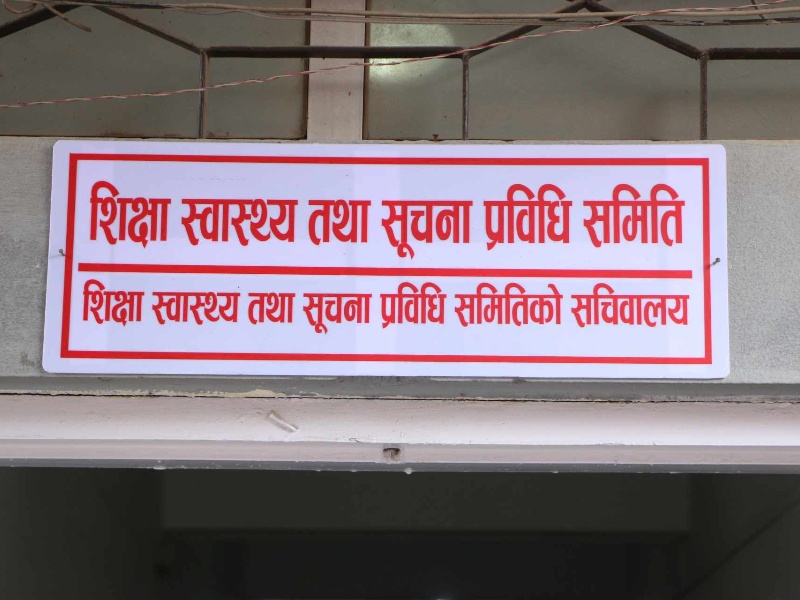 शिक्षा स्वास्थ्य तथा सूचना प्रविधि समिति
शिक्षा स्वास्थ्य तथा सूचना प्रविधि समितिको सचिवालय